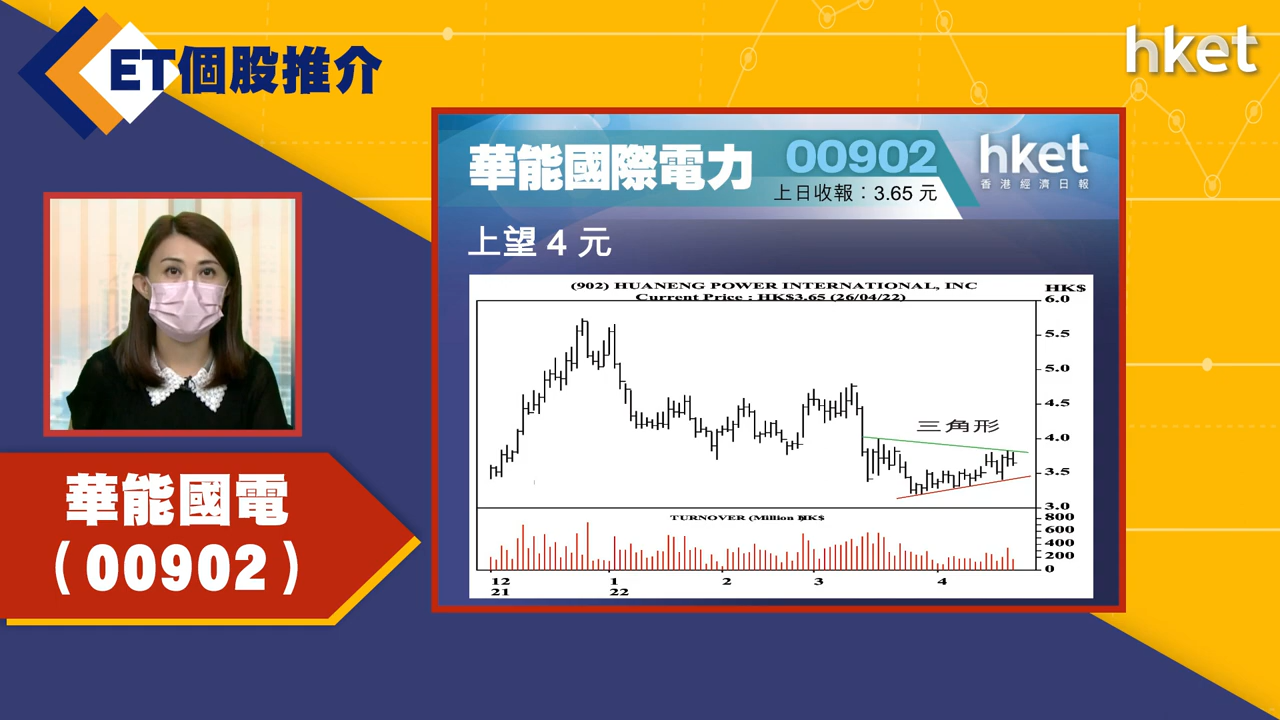 ET個股推介
hket
華能國際電力
00902
上日收報：3.65 元
hket
香港經濟日報
上望 4 元
(902) HUANENG POWER INTERNATIONAL, INC
Current Price : HK$3.65 (26/04/22)
HK$
6.0
5.5
5.0
4.5
4.0
3.5
3.0
三角形
TURNOVER (Million HK$
800
600
400
200
0
12 1 2 3 4
21 22
華能國電
（00902）